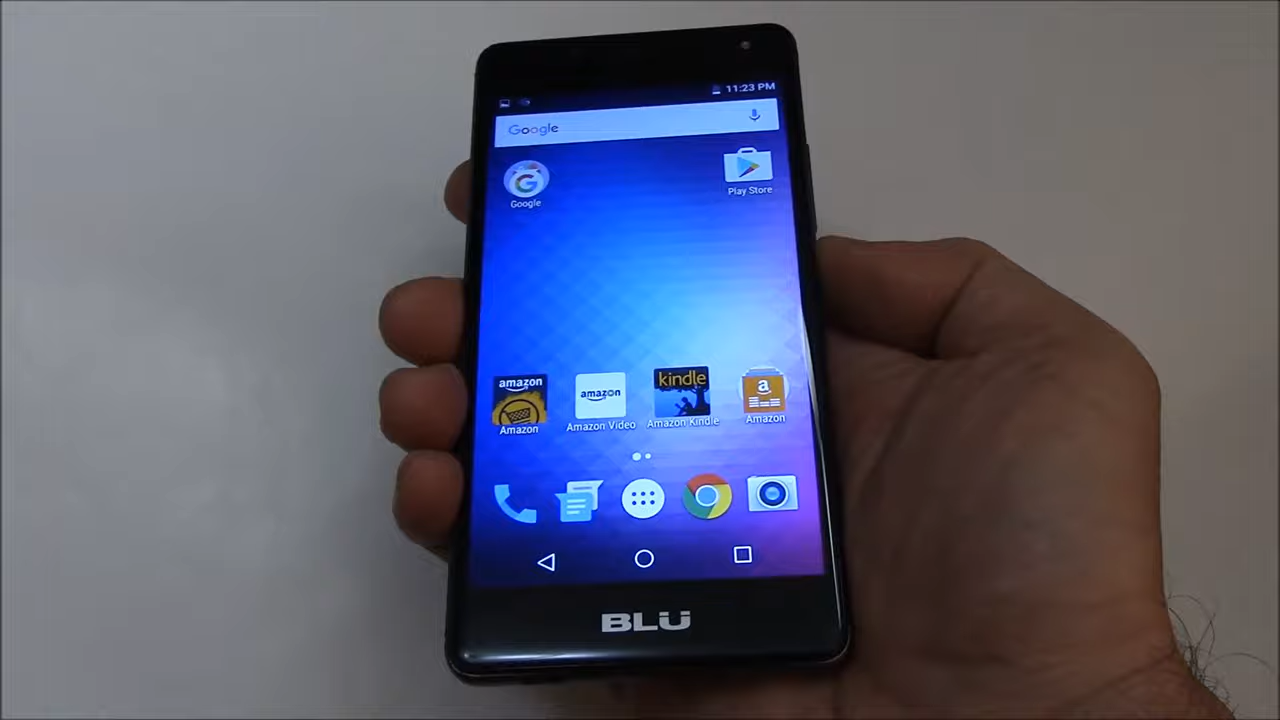 11:23 PM
Google
Google
Play Store
amazon
Amazon
amazon
Amazon Video
kindle
Amazon Kindle
a
Amazon
BLU